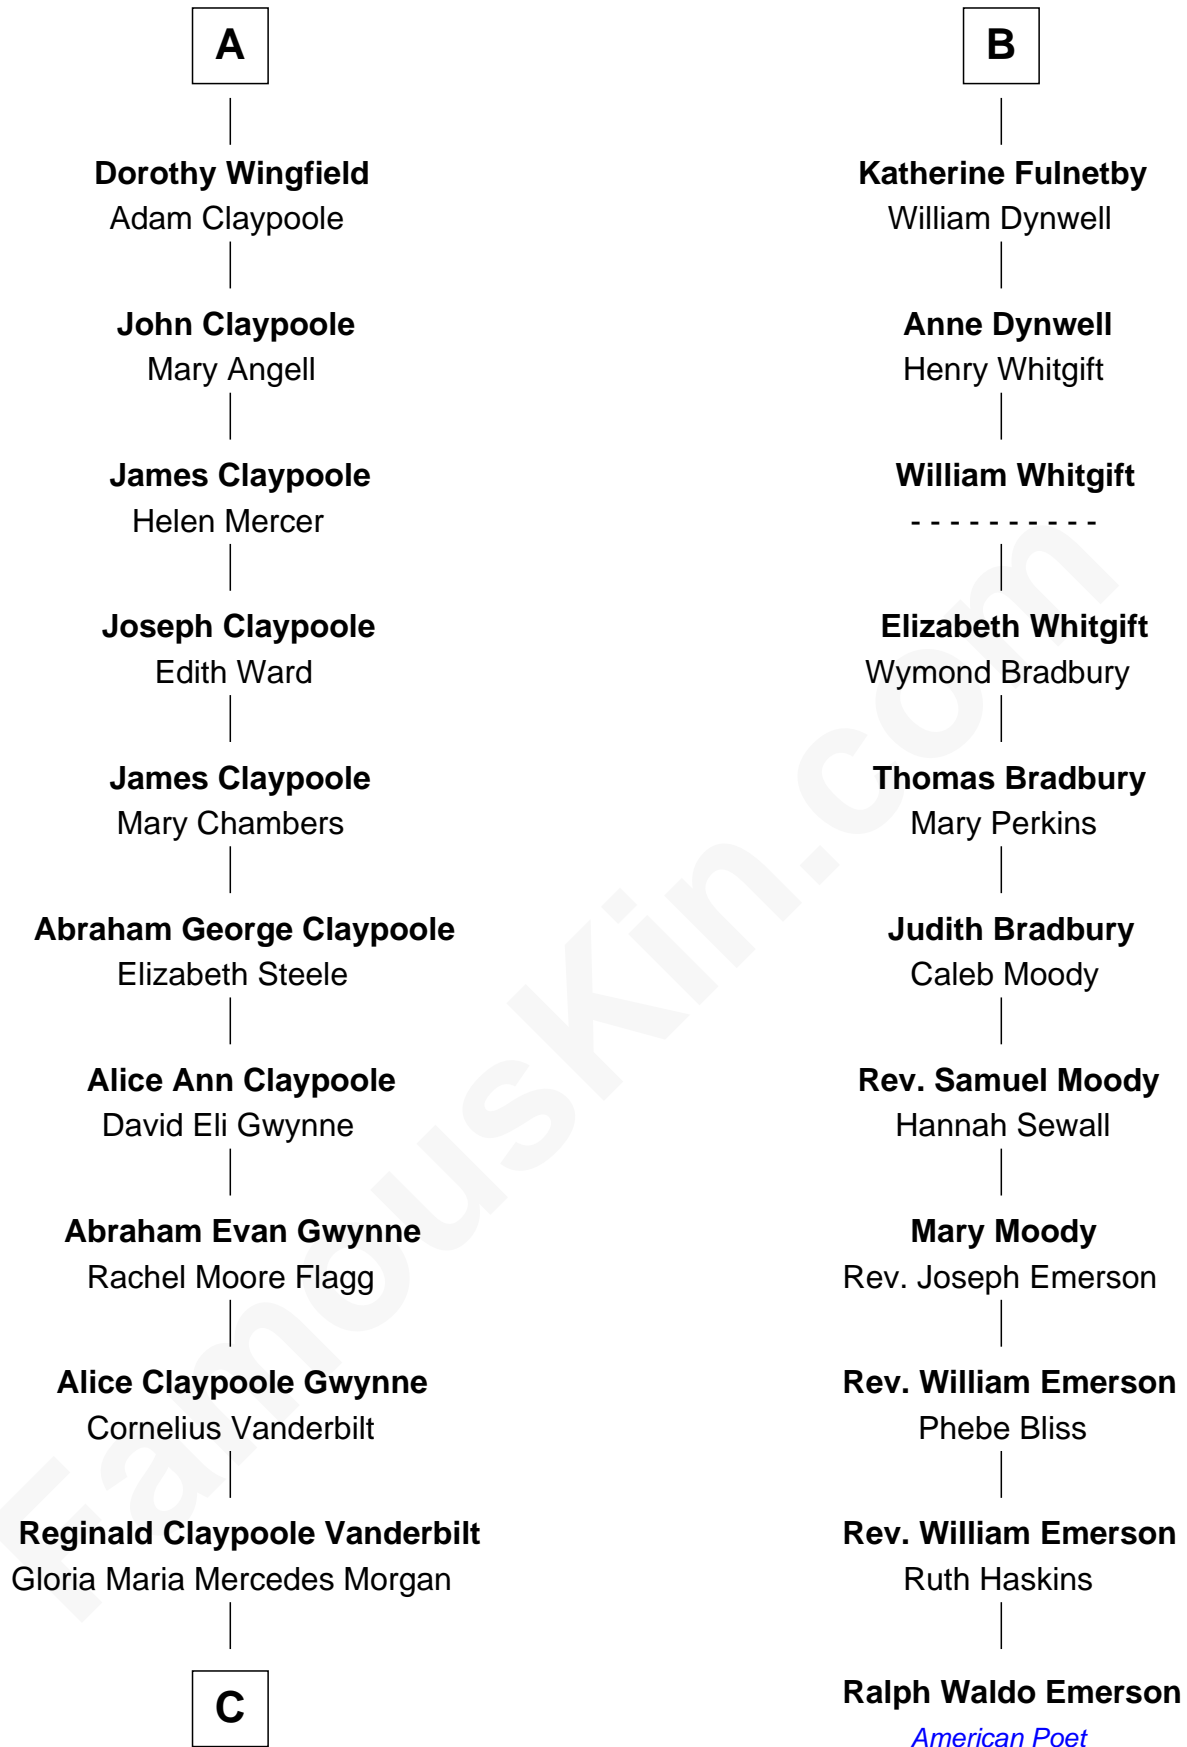 A
Dorothy Wingfield
Adam Claypoole
John Claypoole
Mary Angell
James Claypoole
Helen Mercer
Joseph Claypoole
Edith Ward
James Claypoole
Mary Chambers
Abraham George Claypoole
Elizabeth Steele
Alice Ann Claypoole
David Eli Gwynne
Abraham Evan Gwynne
Rachel Moore Flagg
Alice Claypoole Gwynne
Cornelius Vanderbilt
Reginald Claypoole Vanderbilt
Gloria Maria Mercedes Morgan
C
B
Katherine Fulnetby
William Dynwell
Anne Dynwell
Henry Whitgift
William Whitgift
- - - - - - - - - -
Elizabeth Whitgift
Wymond Bradbury
Thomas Bradbury
Mary Perkins
Judith Bradbury
Caleb Moody
Rev. Samuel Moody
Hannah Sewall
Mary Moody
Rev. Joseph Emerson
Rev. William Emerson
Phebe Bliss
Rev. William Emerson
Ruth Haskins
Ralph Waldo Emerson
American Poet
FamousKin.com